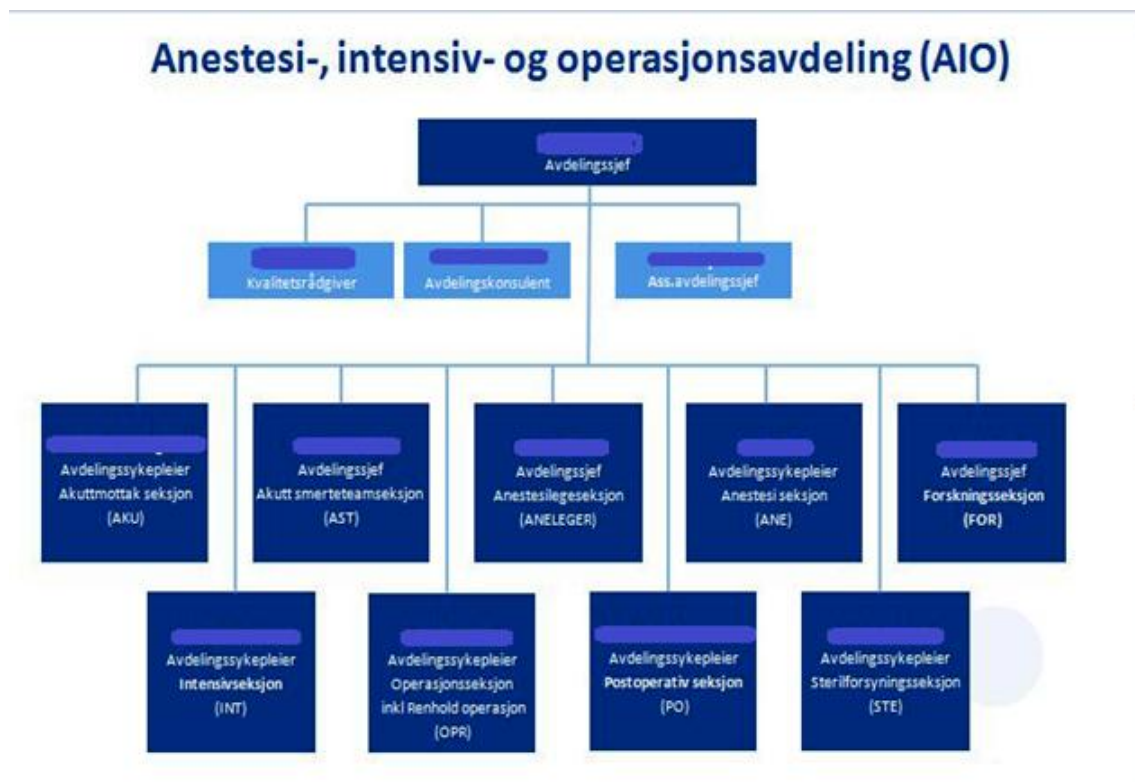 Anestesi-, intensiv- og operasjonsavdeling (AIO)
Avdelingssjef
Kvalitetsrådgiver
Avdelingskonsulent
Ass.avdelingssjef
Avdelingssykepleier
Akuttmottak seksjon
(AKU)
Avdelingssjef
Akutt smerteteamseksjon
(AST)
Avdelingssjef
Anestesilegeseksjon
(ANELEGER)
Avdelingssykepleier
Anestesi seksjon
(ANE)
Avdelingssjef
Forskningsseksjon
(FOR)
Avdelingssykepleier
Intensivseksjon
(INT)
Avdelingssykepleier
Operasjonsseksjon
inkl Renhold operasjon
(OPR)
Avdelingssykepleier
Postoperativ seksjon
(PO)
Avdelingssykepleier
Sterilforsyningsseksjon
(STE)